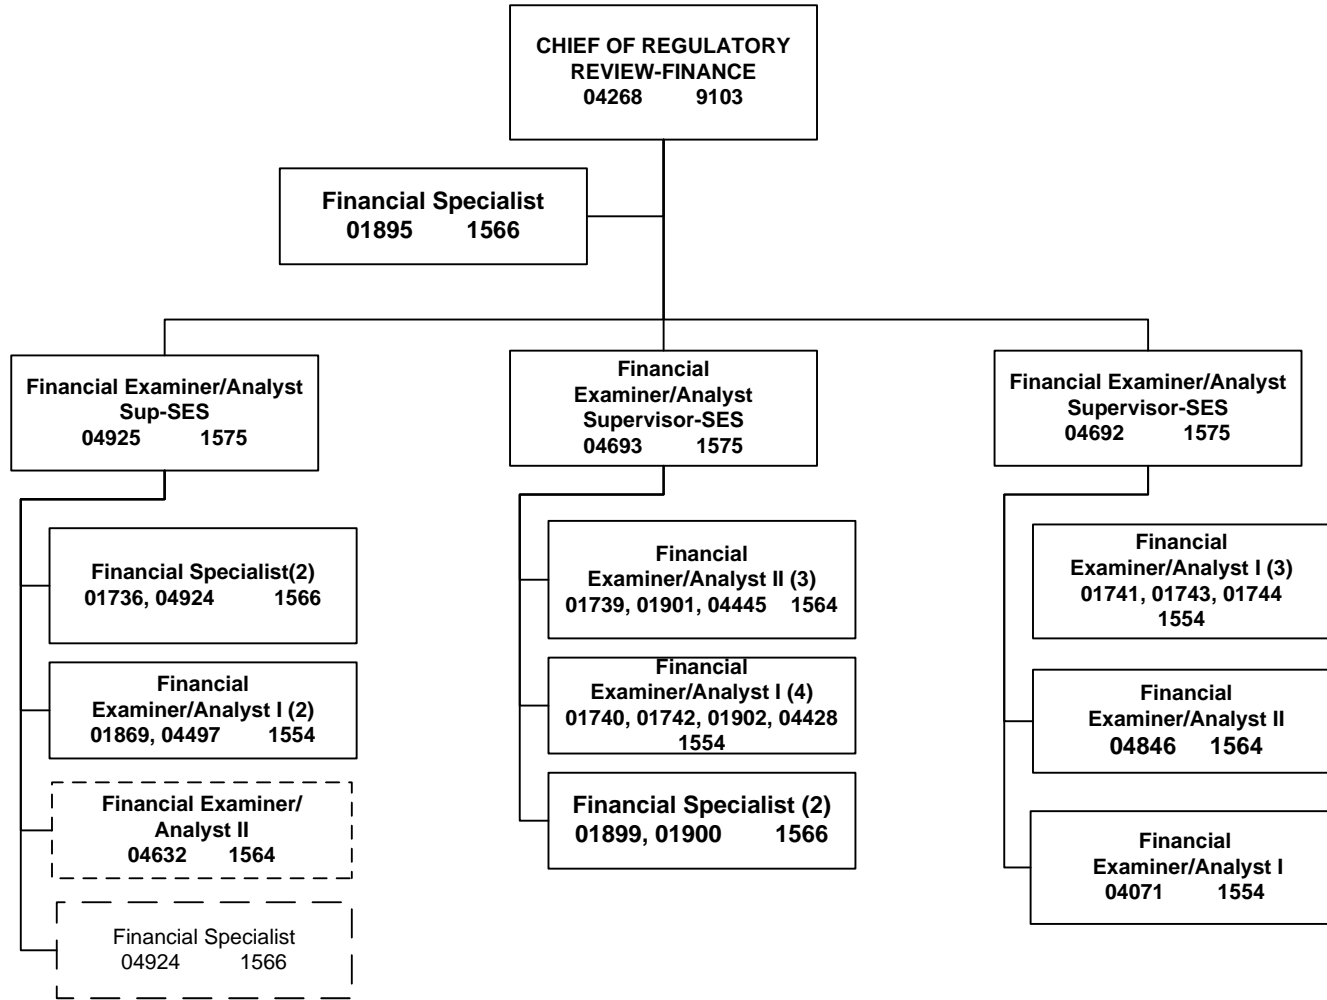 CHIEF OF REGULATORY
REVIEW-FINANCE
04268 9103
Financial Specialist
01895 1566
Financial Examiner/Analyst
Sup-SES
04925 1575
Financial
Examiner/Analyst
Supervisor-SES
04693 1575
Financial Examiner/Analyst
Supervisor-SES
04692 1575
Financial Specialist(2)
01736, 04924 1566
Financial
Examiner/Analyst I (2)
01869, 04497 1554
Financial Examiner/
Analyst II
04632 1564
Financial Specialist
04924 1566
Financial
Examiner/Analyst II (3)
01739, 01901, 04445 1564
Financial
Examiner/Analyst I (4)
01740, 01742, 01902, 04428
1554
Financial Specialist (2)
01899, 01900 1566
Financial
Examiner/Analyst I (3)
01741, 01743, 01744
1554
Financial
Examiner/Analyst II
04846 1564
Financial
Examiner/Analyst I
04071 1554